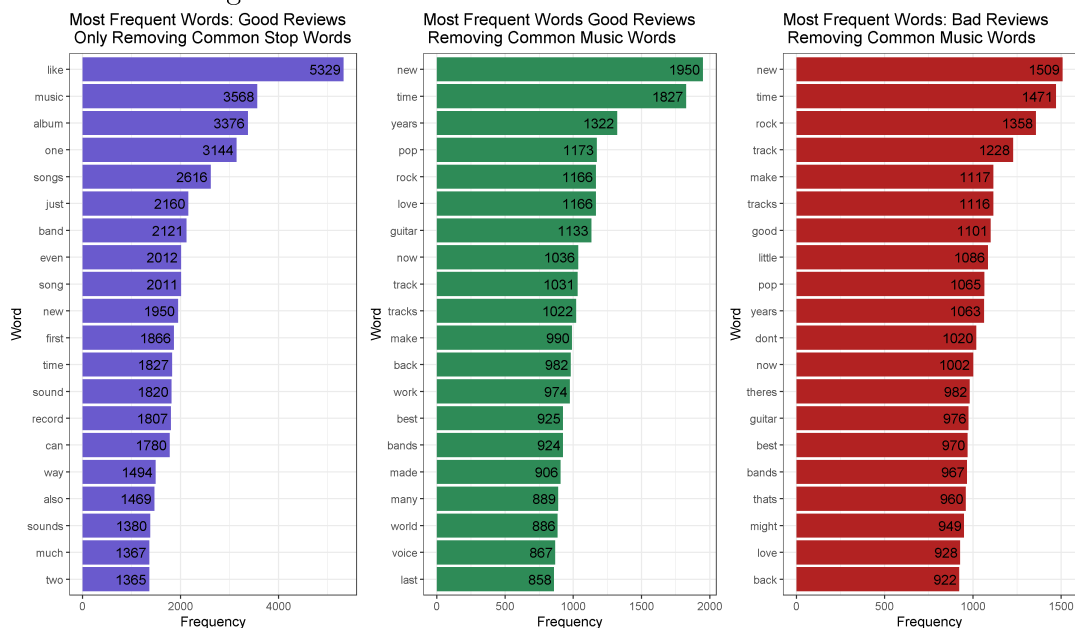 Most Frequent Words: Good Reviews
Only Removing Common Stop Words
Word
like 5329
music 3568
album 3376
one 3144
songs 2616
just 2160
band 2121
even 2012
song 2011
new 1950
first 1866
time 1827
sound 1820
record 1807
can 1780
way 1494
also 1469
sounds 1380
much 1367
two 1365
0 2000 4000
Frequency
Most Frequent Words Good Reviews
Removing Common Music Words
Word
new 1950
time 1827
years 1322
pop 1173
rock 1166
love 1166
guitar 1133
now 1036
track 1031
tracks 1022
make 990
back 982
work 974
best 925
bands 924
made 906
many 889
world 886
voice 867
last 858
0 500 1000 1500 2000
Frequency
Most Frequent Words: Bad Reviews
Removing Common Music Words
Word
new 1509
time 1471
rock 1358
track 1228
make 1117
tracks 1116
good 1101
little 1086
pop 1065
years 1063
dont 1020
now 1002
theres 982
guitar 976
best 970
bands 967
thats 960
might 949
love 928
back 922
0 500 1000 1500
Frequency